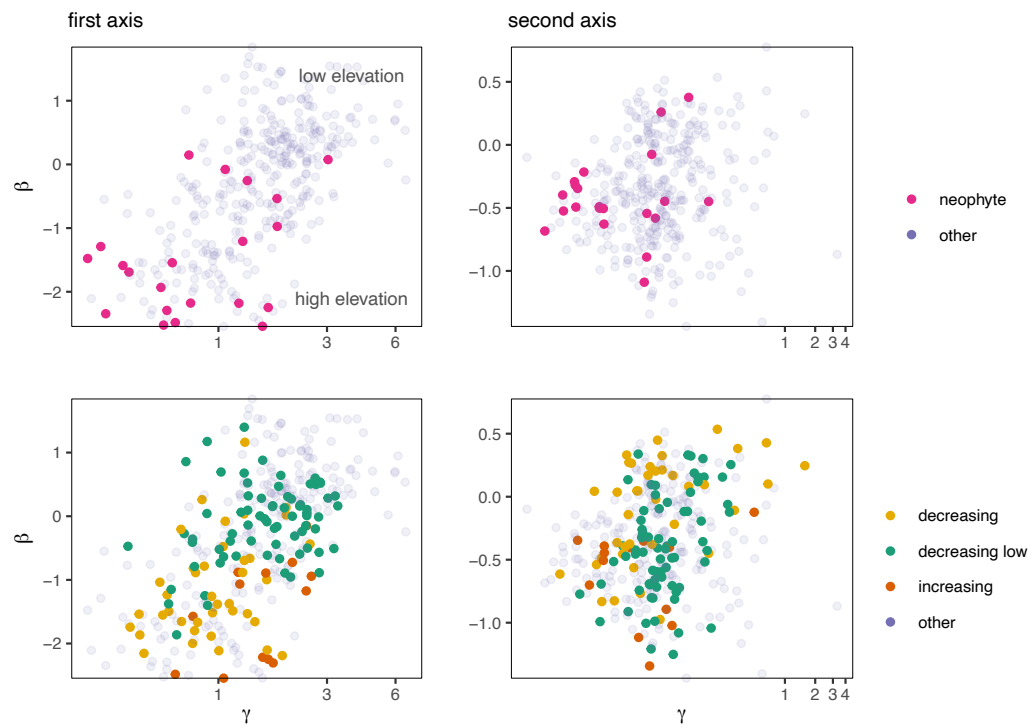 first axis
second axis
low elevation
high elevation
β
1
0
−1
−2
1
3
6
0.5
0.0
−0.5
−1.0
1
2
3
4
neophyte
other
β
1
0
−1
−2
1
3
6
γ
0.5
0.0
−0.5
−1.0
1
2
3
4
γ
decreasing
decreasing low
increasing
other